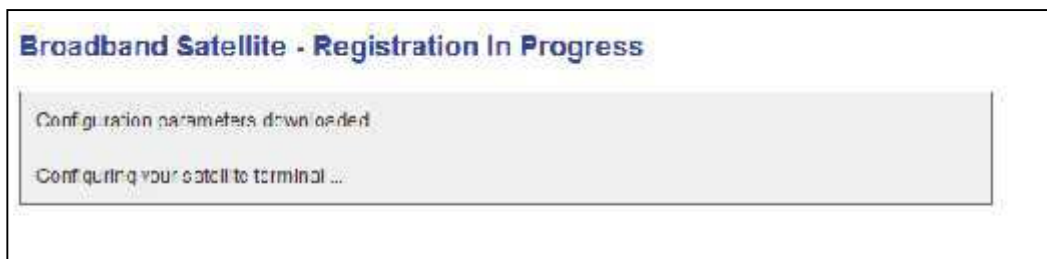 Broadband Satellite - Registration In Progress
Configuration parameters downloaded
Configuring your satellite terminal ...